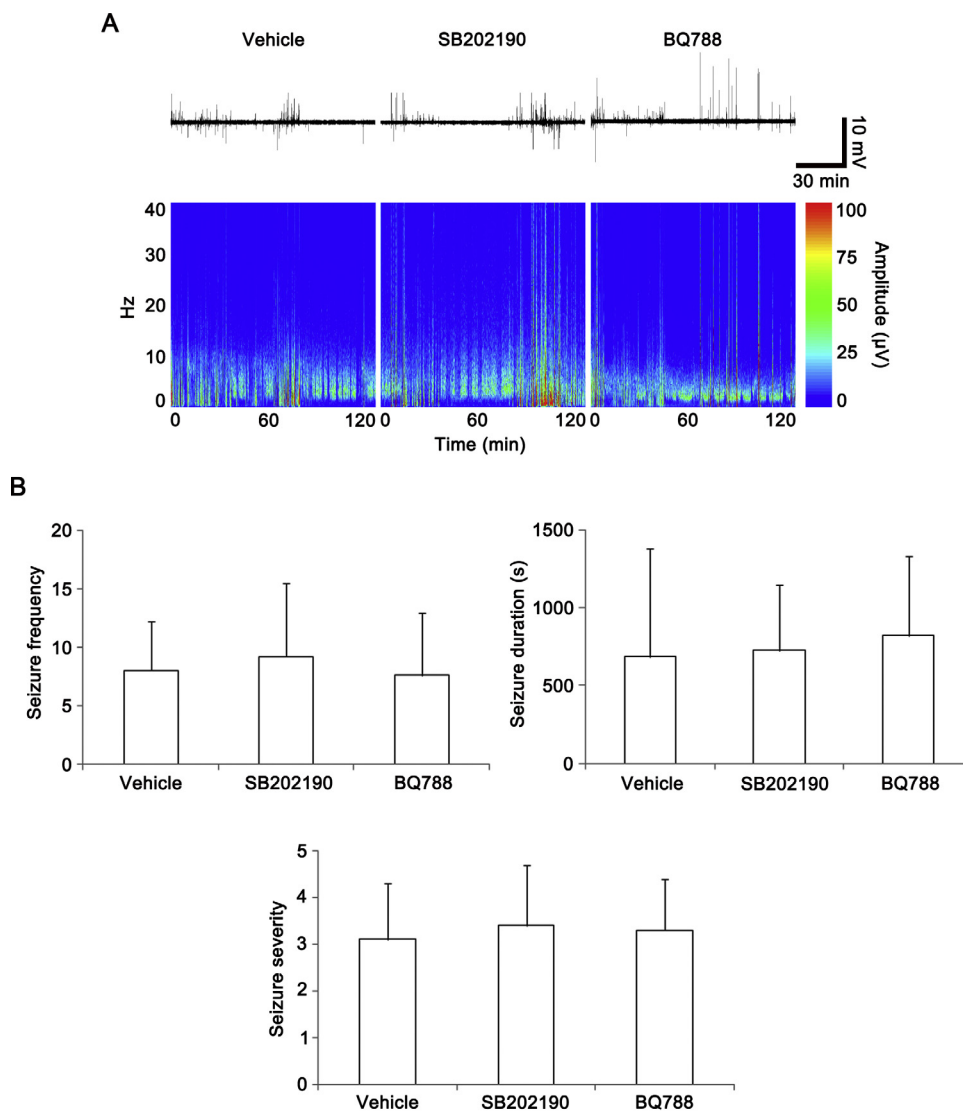 A
Vehicle SB202190 BQ788
10 mV
30 min
40
30
20
10
0
Hz
0 60 120 0 60 120 0 60 120
Time (min)
100
75
50
25
0
Amplitude (µV)
B
20
15
10
5
0
Seizure frequency
Vehicle SB202190 BQ788
1500
1000
500
0
Seizure duration (s)
Vehicle SB202190 BQ788
5
4
3
2
1
0
Seizure severity
Vehicle SB202190 BQ788